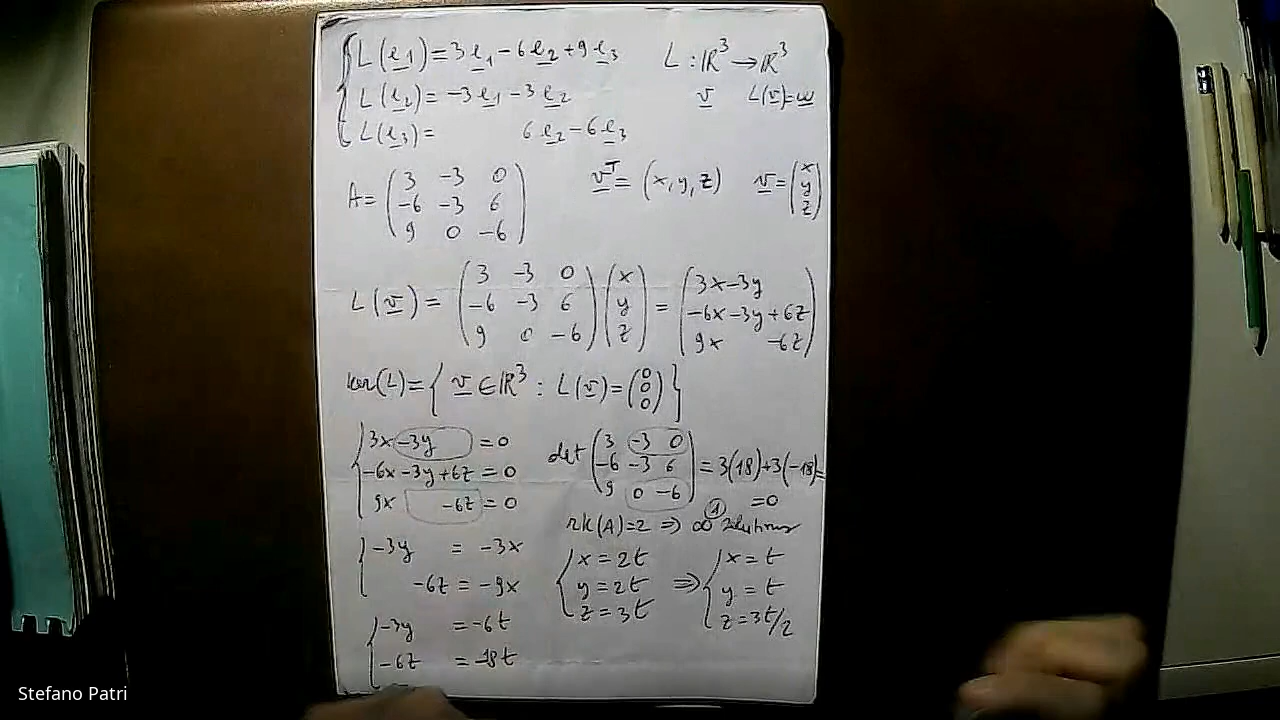 L(e1)=3e1-6e2+9e3    L:ℝ³→ℝ³
L(e2)=-3e1-3e2    v    L(v)=w
L(e3)=    6e2-6e3
A=(3 -3 0    vᵀ=(x,y,z)    v=(x
-6 -3 6    y
9 0 -6)    z)
L(v)=(3 -3 0    (x    =(3x-3y
-6 -3 6    y    -6x-3y+6z
9 0 -6)    z)    9x -6z)
ker(L)={v∈ℝ³ : L(v)=(0 0 0)}
{3x-3y =0    det(3 -3 0
-6x-3y+6z=0    -6 -3 6    =3(18)+3(-18)=
9x -6z=0    9 0 -6)    =0
rk(A)=2 ⇒ ∞① solutions
{-3y = -3x    {x=2t    ⇒ {x=t
-6z=-9x    y=2t    y=t
z=3t    z=3t/2
{-3y =-6t
-6z =-18t
Stefano Patri